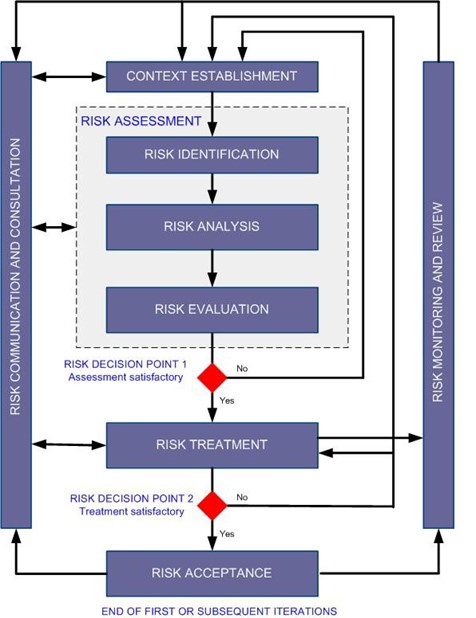 CONTEXT ESTABLISHMENT
RISK ASSESSMENT
RISK IDENTIFICATION
RISK ANALYSIS
RISK EVALUATION
RISK COMMUNICATION AND CONSULTATION
RISK MONITORING AND REVIEW
RISK DECISION POINT 1
Assessment satisfactory
No
Yes
RISK TREATMENT
RISK DECISION POINT 2
Treatment satisfactory
No
Yes
RISK ACCEPTANCE
END OF FIRST OR SUBSEQUENT ITERATIONS